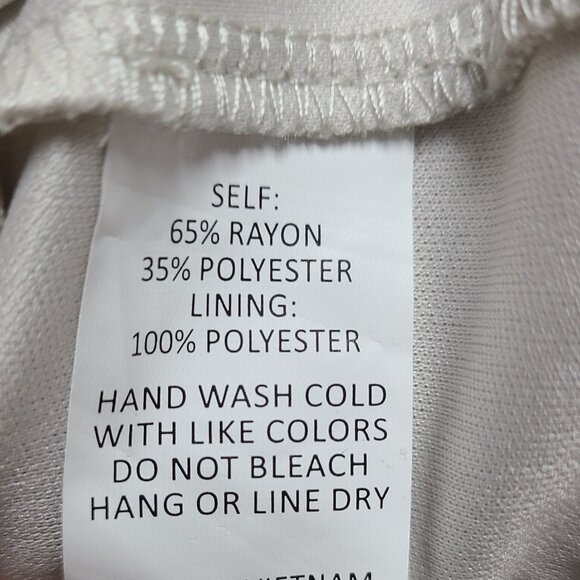 SELF:
65% RAYON
35% POLYESTER
LINING:
100% POLYESTER
HAND WASH COLD
WITH LIKE COLORS
DO NOT BLEACH
HANG OR LINE DRY
VIETNAM